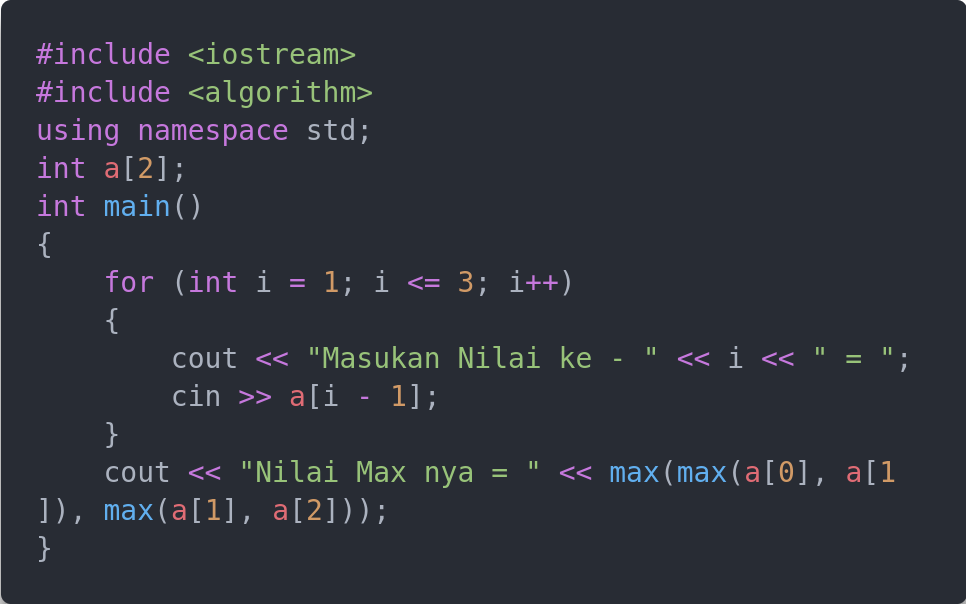 #include <iostream>
#include <algorithm>
using namespace std;
int a[2];
int main()
{
    for (int i = 1; i <= 3; i++)
    {
        cout << "Masukan Nilai ke - " << i << " = ";
        cin >> a[i - 1];
    }
    cout << "Nilai Max nya = " << max(max(a[0], a[1
]), max(a[1], a[2]));
}